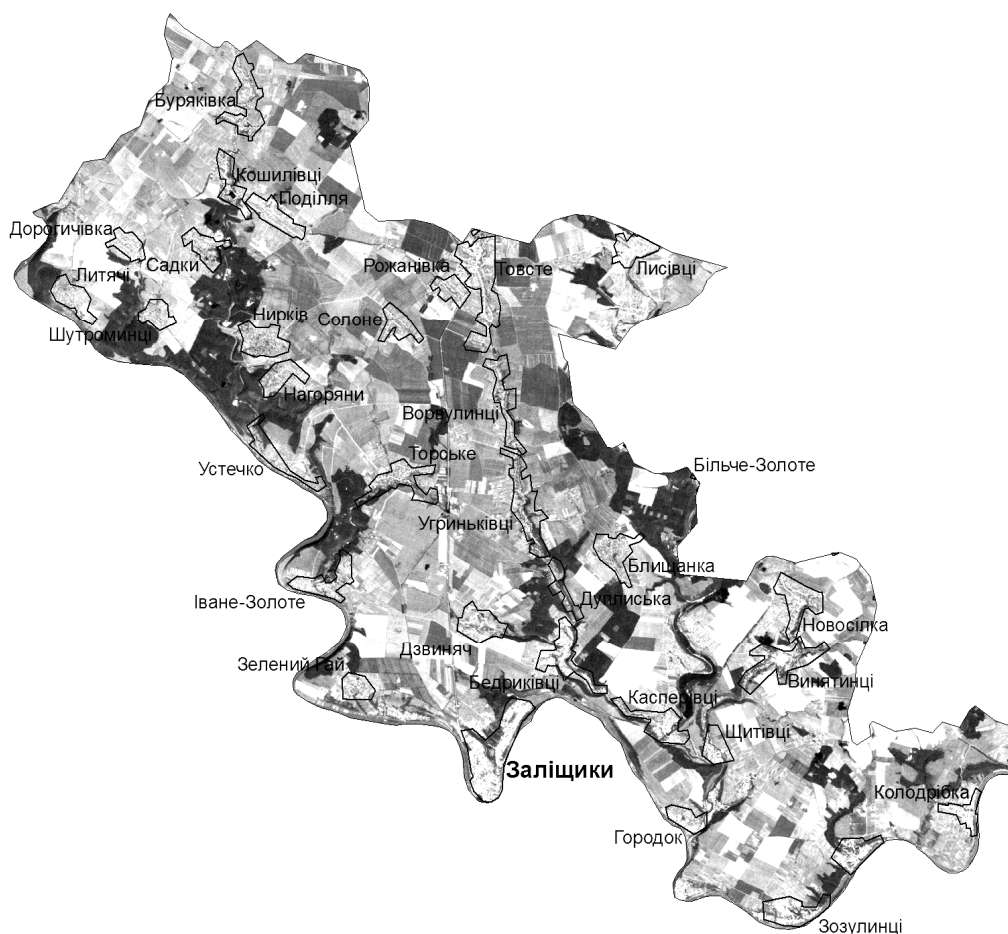 Буряківка
Кошилівці
Поділля
Дорогичівка
Садки
Рожанівка
Товсте
Лисівці
Литячі
Шутроминці
Нирків
Солоне
Нагоряни
Ворвулинці
Торське
Устечко
Більче-Золоте
Угриньківці
Блищанка
Іване-Золоте
Дуплиська
Новосілка
Дзвиняч
Зелений Гай
Бедриківці
Винятинці
Касперівці
Щитівці
Заліщики
Колодрібка
Городок
Зозулинці